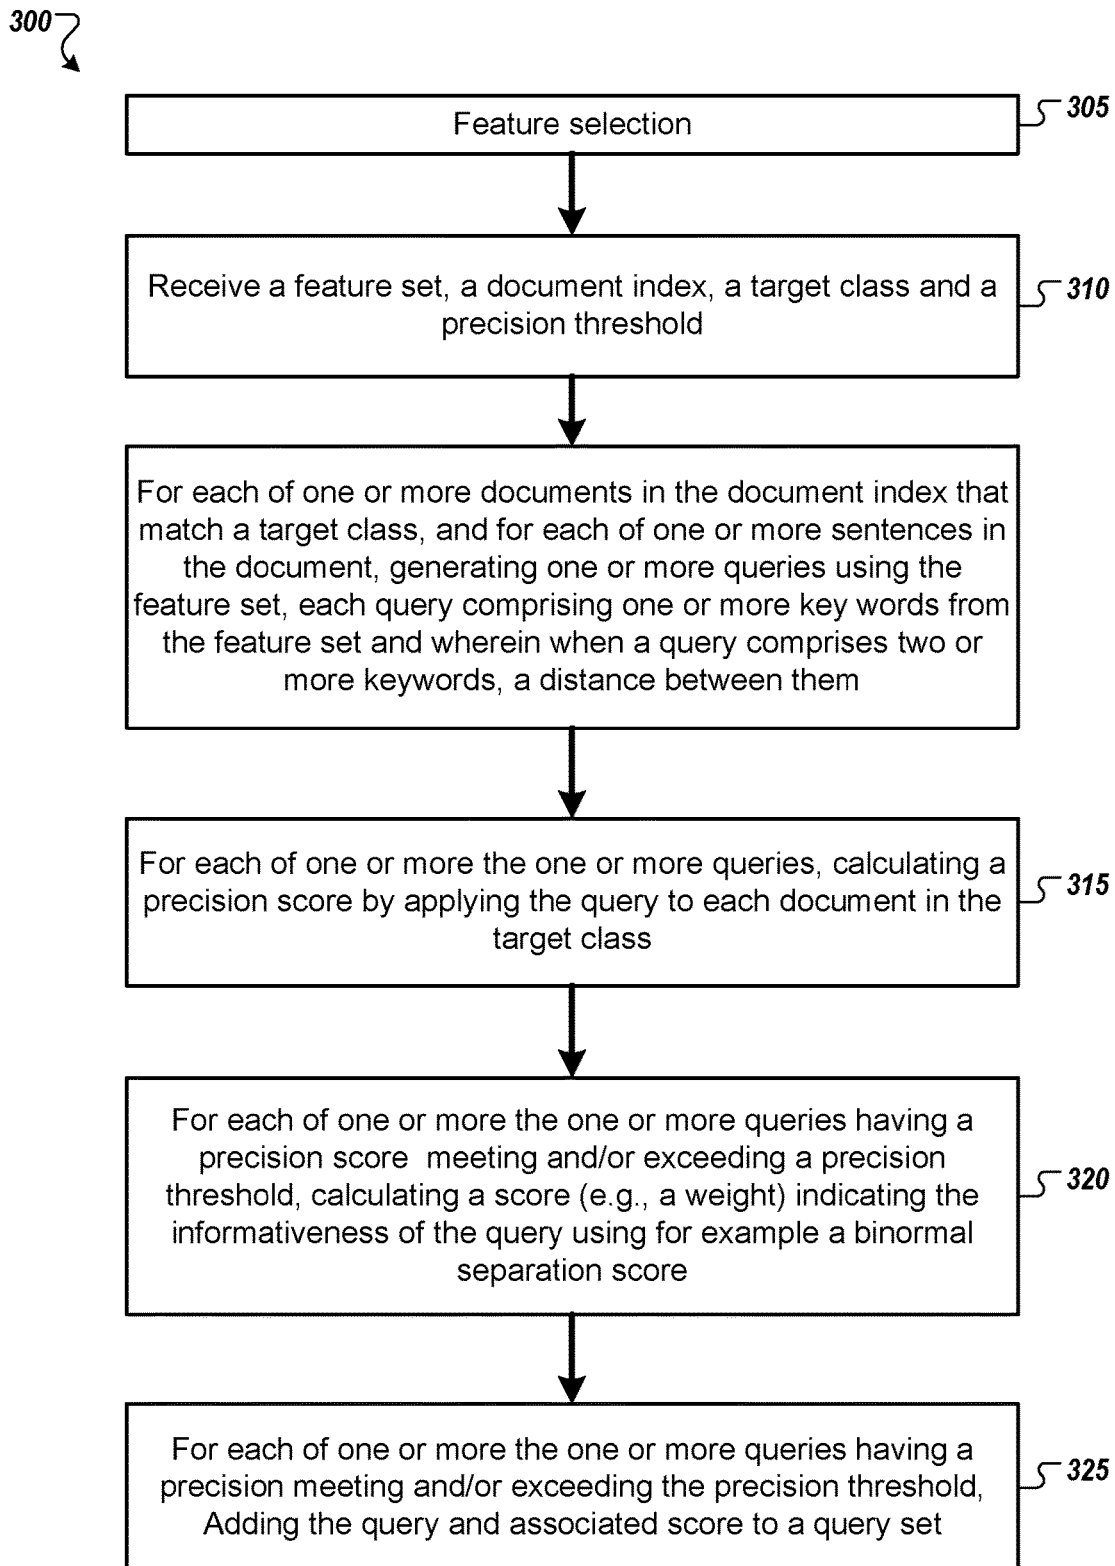 300
Feature selection
305
Receive a feature set, a document index, a target class and a
precision threshold
310
For each of one or more documents in the document index that
match a target class, and for each of one or more sentences in
the document, generating one or more queries using the
feature set, each query comprising one or more key words from
the feature set and wherein when a query comprises two or
more keywords, a distance between them
For each of one or more the one or more queries, calculating a
precision score by applying the query to each document in the
target class
315
For each of one or more the one or more queries having a
precision score meeting and/or exceeding a precision
threshold, calculating a score (e.g., a weight) indicating the
informativeness of the query using for example a binormal
separation score
320
For each of one or more the one or more queries having a
precision meeting and/or exceeding the precision threshold,
Adding the query and associated score to a query set
325